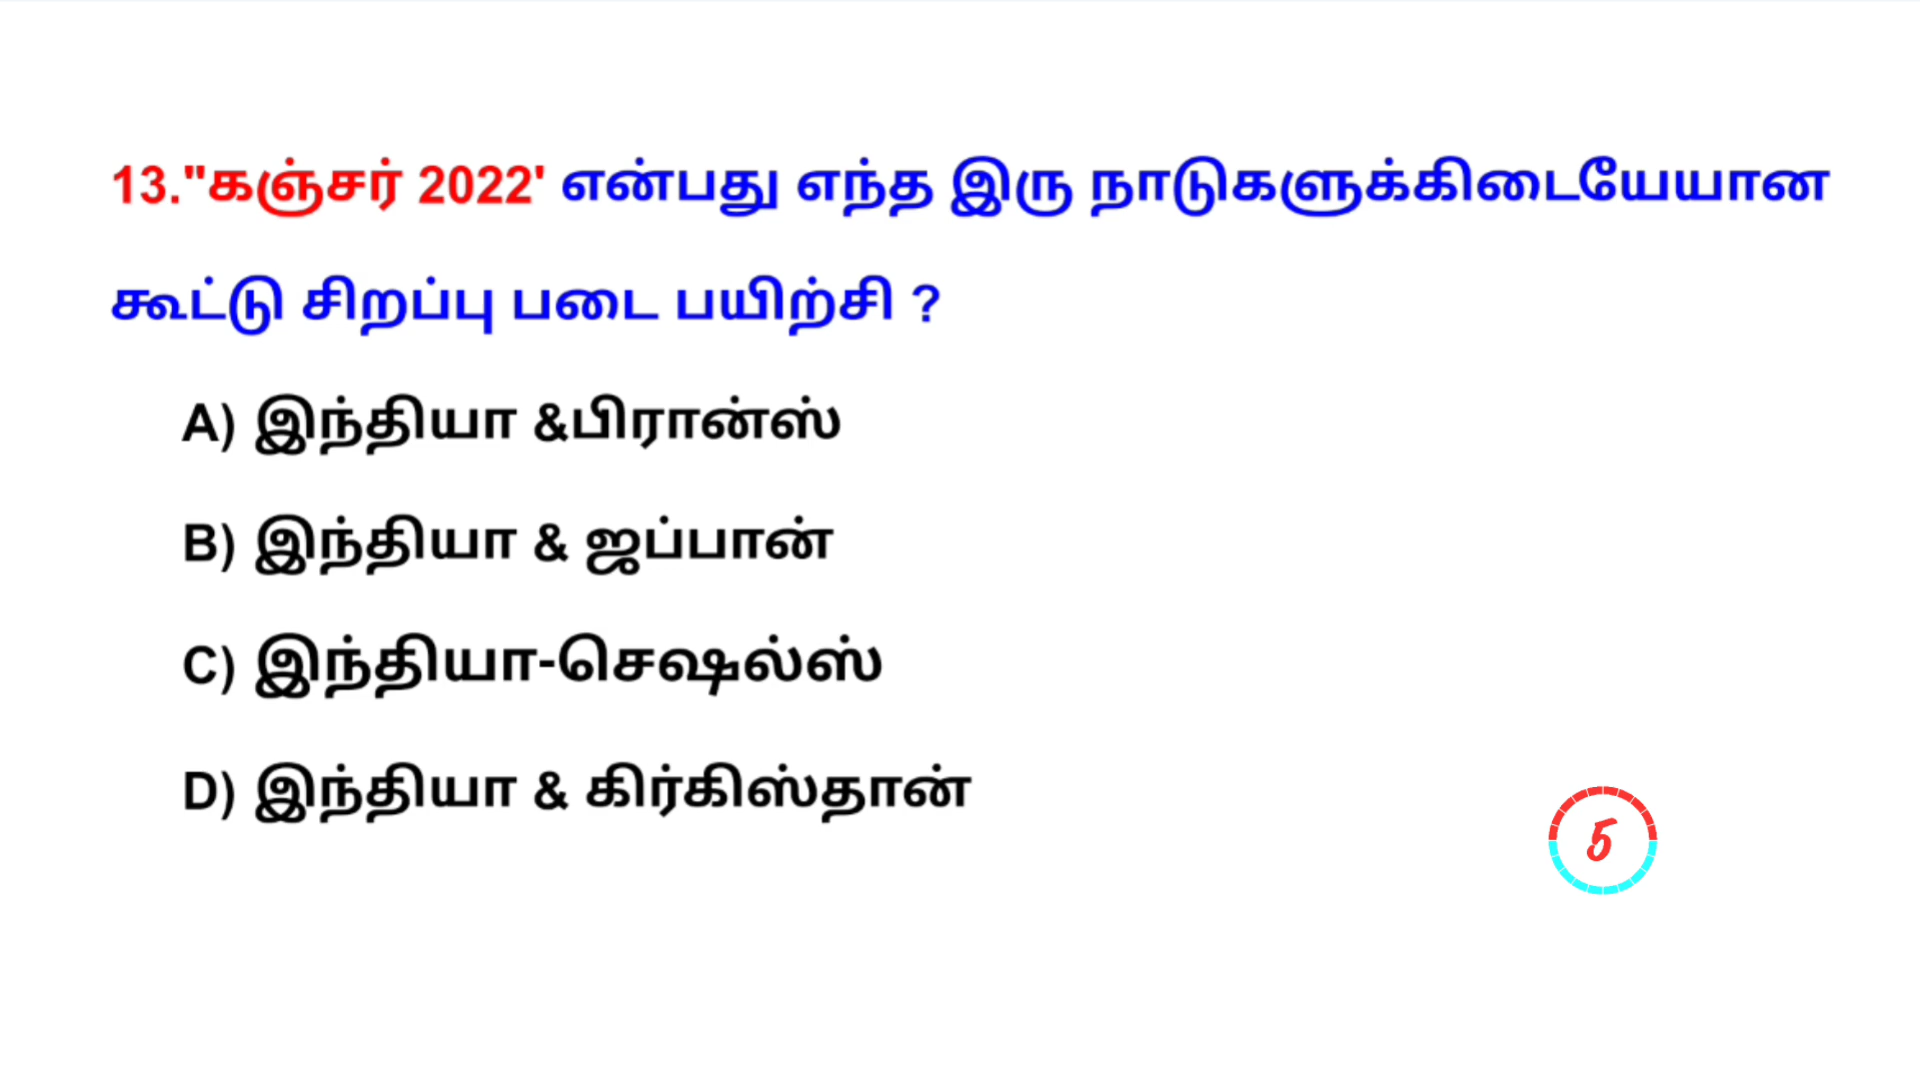 13."கஞ்சர் 2022' என்பது எந்த இரு நாடுகளுக்கிடையேயான
கூட்டு சிறப்பு படை பயிற்சி ?
A) இந்தியா &பிரான்ஸ்
B) இந்தியா & ஜப்பான்
C) இந்தியா-செஷல்ஸ்
D) இந்தியா & கிர்கிஸ்தான்
5